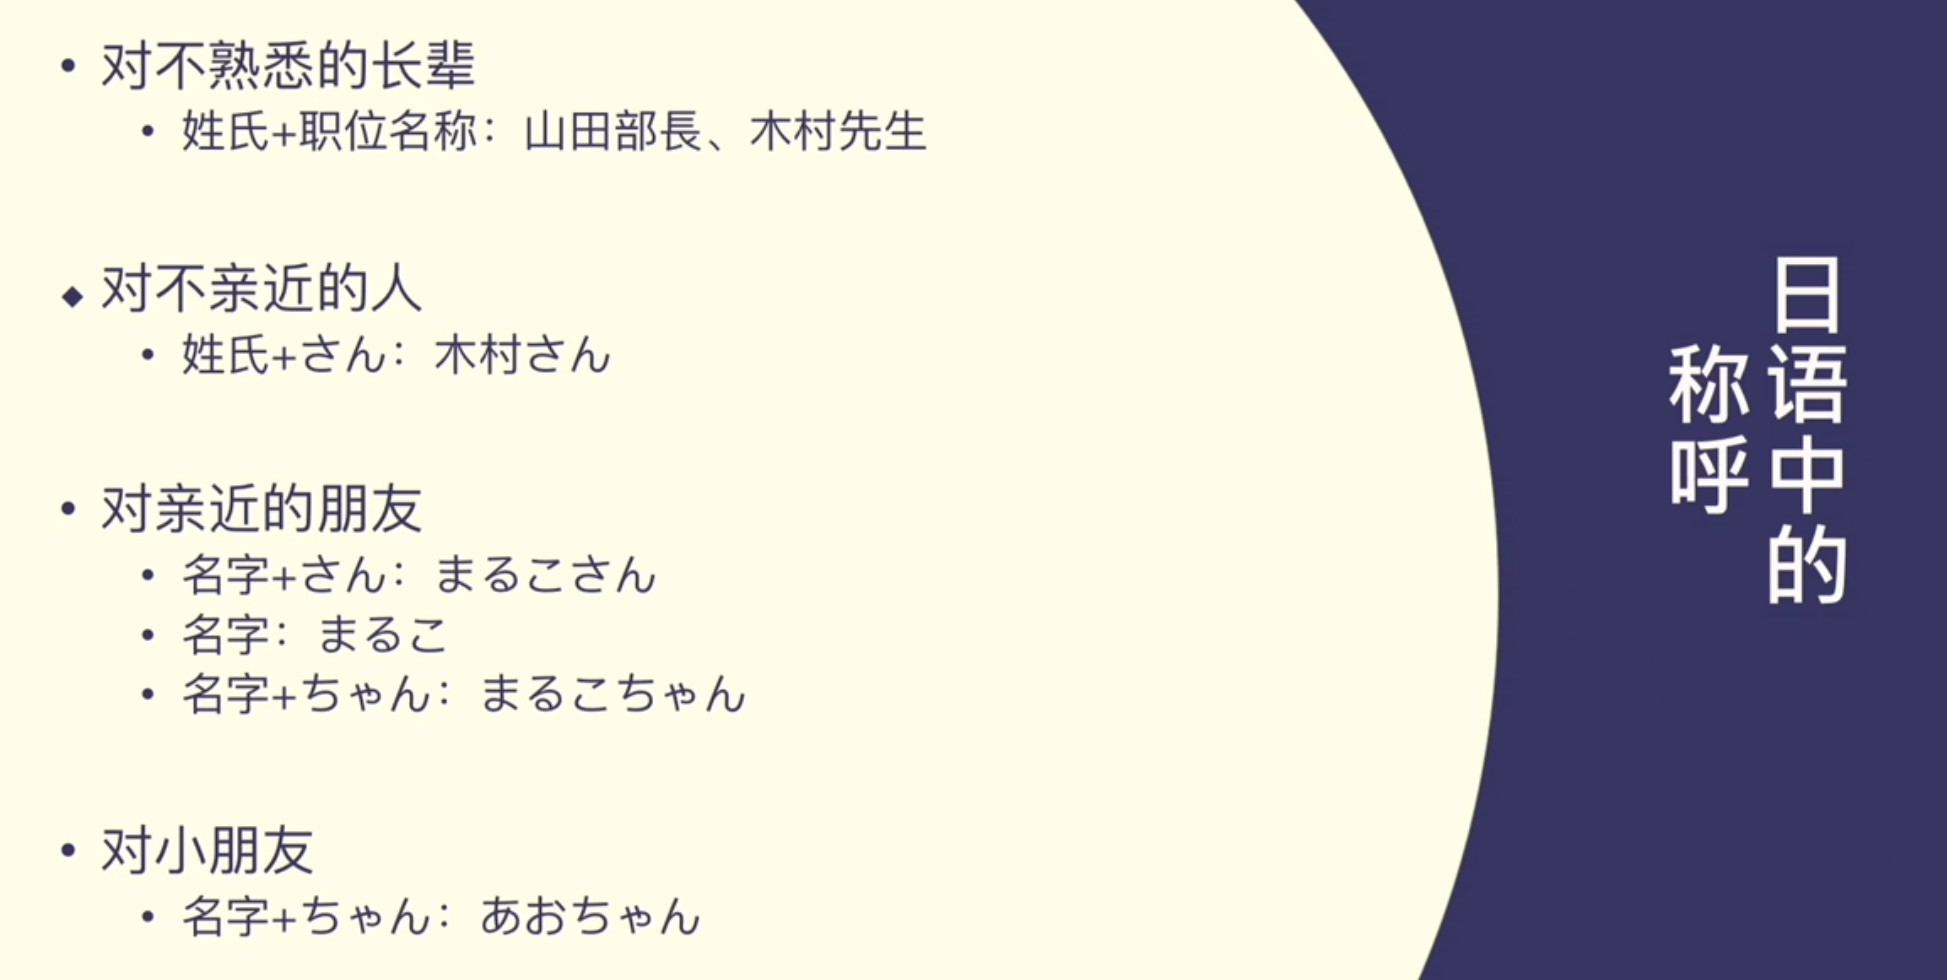 • 对不熟悉的长辈
• 姓氏+职位名称：山田部長、木村先生
◆ 对不亲近的人
• 姓氏+さん：木村さん
• 对亲近的朋友
• 名字+さん：まるこさん
• 名字：まるこ
• 名字+ちゃん：まるこちゃん
• 对小朋友
• 名字+ちゃん：あおちゃん
日语中的
称呼